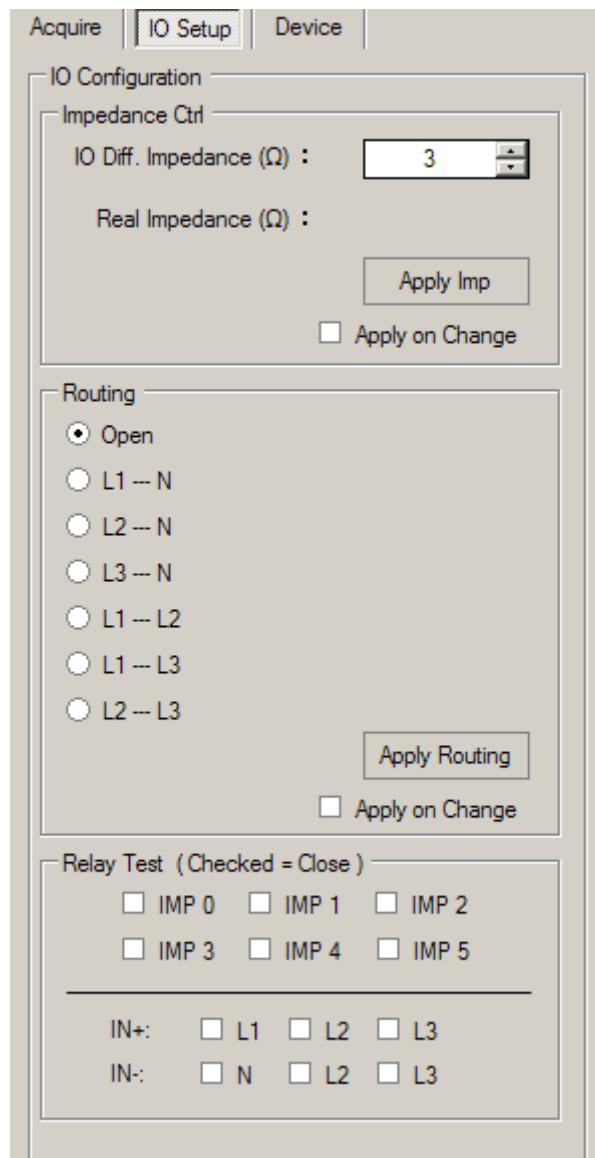 Acquire IO Setup Device
IO Configuration
Impedance Ctrl
IO Diff. Impedance (Ω) : 3
Real Impedance (Ω) :
Apply Imp
Apply on Change
Routing
Open
L1 --- N
L2 --- N
L3 --- N
L1 --- L2
L1 --- L3
L2 --- L3
Apply Routing
Apply on Change
Relay Test ( Checked = Close )
IMP 0 IMP 1 IMP 2
IMP 3 IMP 4 IMP 5
IN+: L1 L2 L3
IN-: N L2 L3